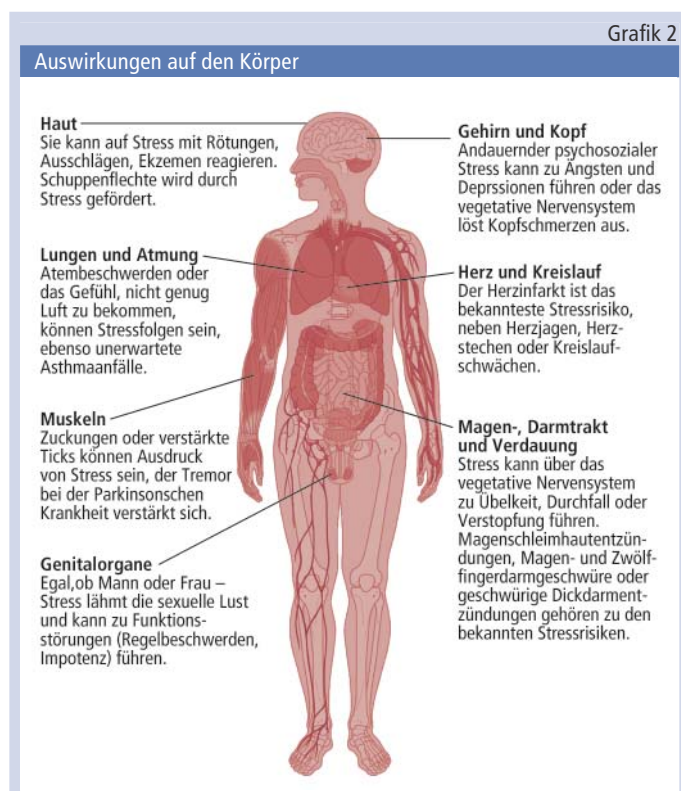 Grafik 2
Auswirkungen auf den Körper
Haut
Sie kann auf Stress mit Rötungen,
Ausschlägen, Ekzemen reagieren.
Schuppenflechte wird durch
Stress gefördert.
Lungen und Atmung
Atembeschwerden oder
das Gefühl, nicht genug
Luft zu bekommen,
können Stressfolgen sein,
ebenso unerwartete
Asthmaanfälle.
Muskeln
Zuckungen oder verstärkte
Ticks können Ausdruck
von Stress sein, der Tremor
bei der Parkinsonschen
Krankheit verstärkt sich.
Genitalorgane
Egal,ob Mann oder Frau –
Stress lähmt die sexuelle Lust
und kann zu Funktions-
störungen (Regelbeschwerden,
Impotenz) führen.
Gehirn und Kopf
Andauernder psychosozialer
Stress kann zu Ängsten und
Deprssionen führen oder das
vegetative Nervensystem
löst Kopfschmerzen aus.
Herz und Kreislauf
Der Herzinfarkt ist das
bekannteste Stressrisiko,
neben Herzjagen, Herz-
stechen oder Kreislauf-
schwächen.
Magen-, Darmtrakt
und Verdauung
Stress kann über das
vegetative Nervensystem
zu Übelkeit, Durchfall oder
Verstopfung führen.
Magenschleimhautentzün-
dungen, Magen- und Zwölf-
fingerdarmgeschwüre oder
geschwürige Dickdarment-
zündungen gehören zu den
bekannten Stressrisiken.